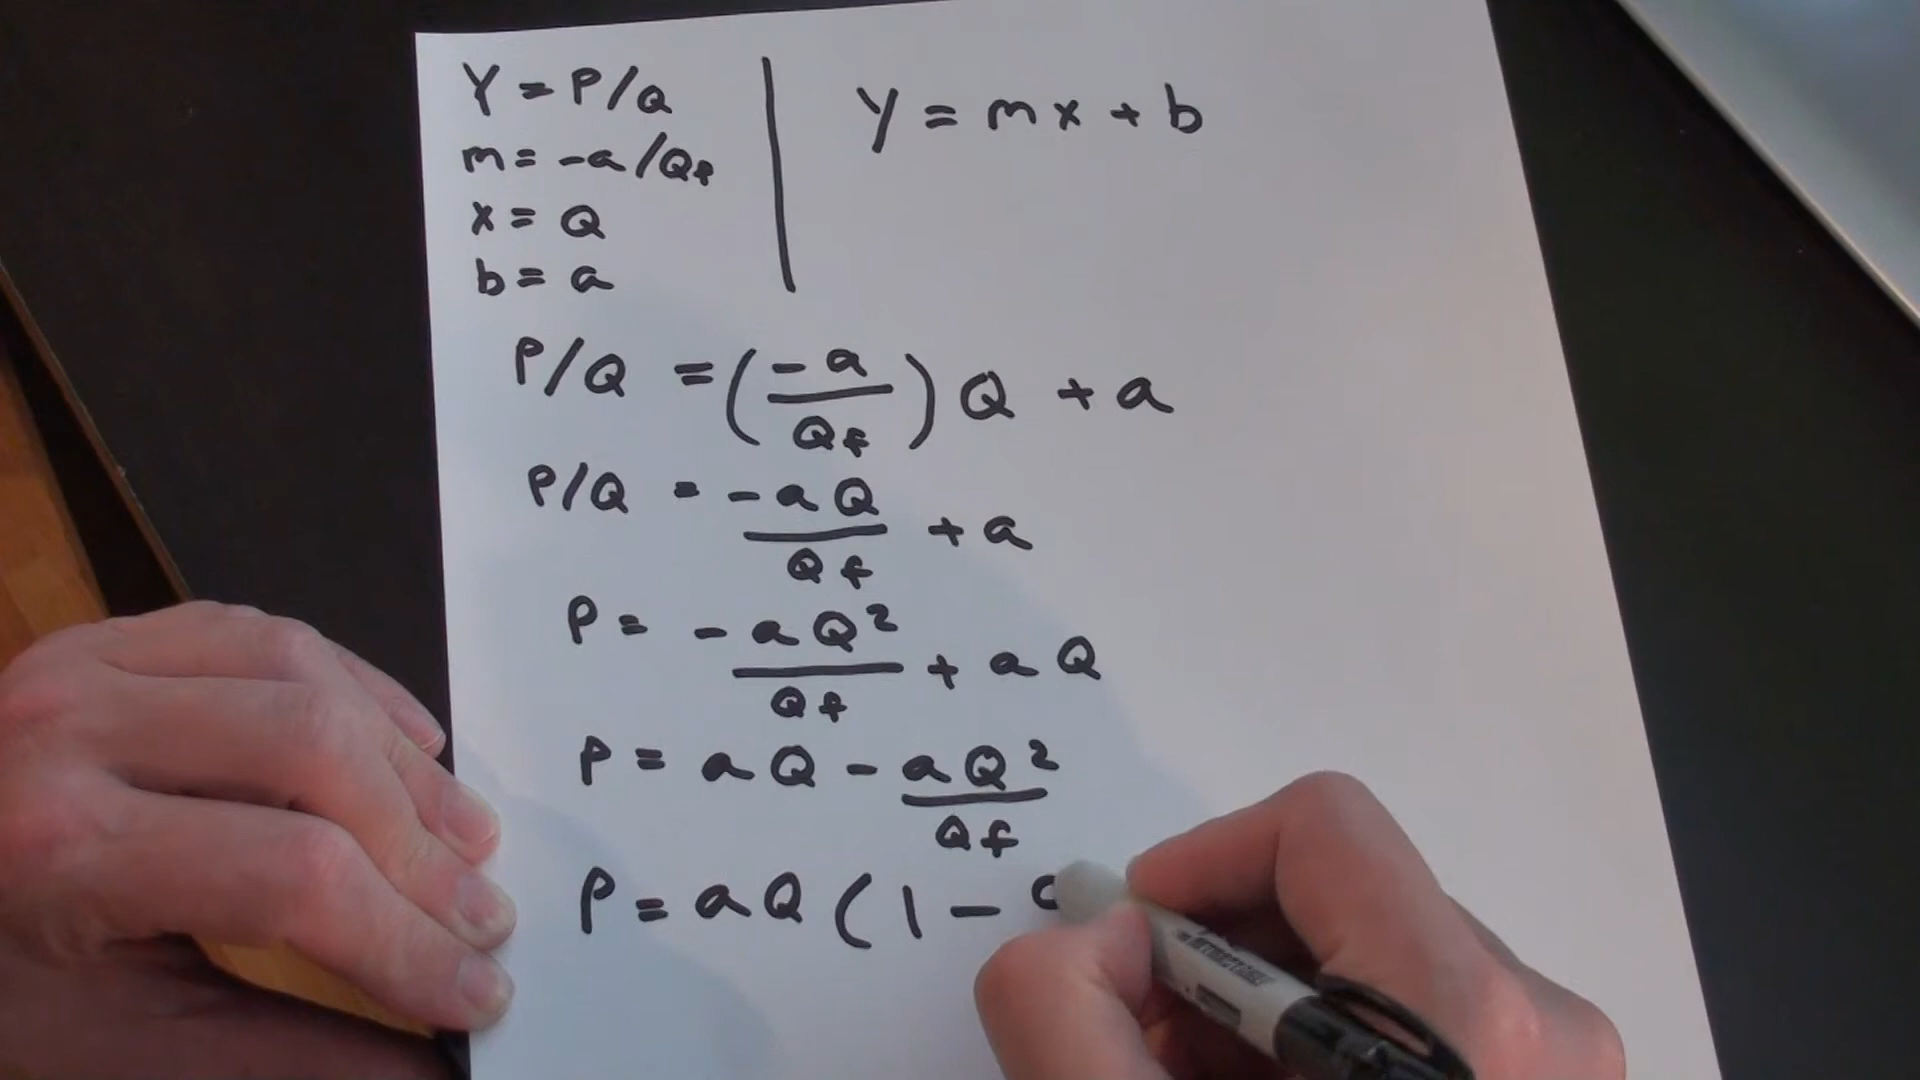 Y = P/Q
m = -a/Qf
x = Q
b = a
y = mx + b
P/Q = (-a/Qf) Q + a
P/Q = -aQ/Qf + a
P = -aQ²/Qf + aQ
P = aQ - aQ²/Qf
P = aQ (1 -